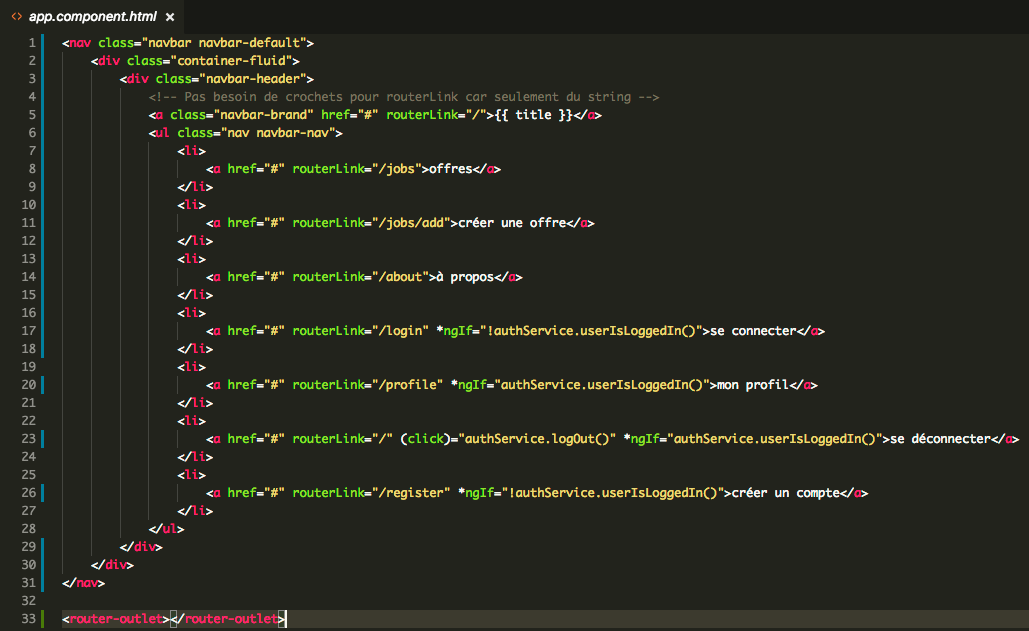 <> app.component.html ×
1 <nav class="navbar navbar-default">
2 <div class="container-fluid">
3 <div class="navbar-header">
4 <!-- Pas besoin de crochets pour routerLink car seulement du string -->
5 <a class="navbar-brand" href="#" routerLink="/">{{ title }}</a>
6 <ul class="nav navbar-nav">
7 <li>
8 <a href="#" routerLink="/jobs">offres</a>
9 </li>
10 <li>
11 <a href="#" routerLink="/jobs/add">créer une offre</a>
12 </li>
13 <li>
14 <a href="#" routerLink="/about">à propos</a>
15 </li>
16 <li>
17 <a href="#" routerLink="/login" *ngIf="!authService.userIsLoggedIn()">se connecter</a>
18 </li>
19 <li>
20 <a href="#" routerLink="/profile" *ngIf="authService.userIsLoggedIn()">mon profil</a>
21 </li>
22 <li>
23 <a href="#" routerLink="/" (click)="authService.logOut()" *ngIf="authService.userIsLoggedIn()">se déconnecter</a>
24 </li>
25 <li>
26 <a href="#" routerLink="/register" *ngIf="!authService.userIsLoggedIn()">créer un compte</a>
27 </li>
28 </ul>
29 </div>
30 </div>
31 </nav>
32
33 <router-outlet></router-outlet>